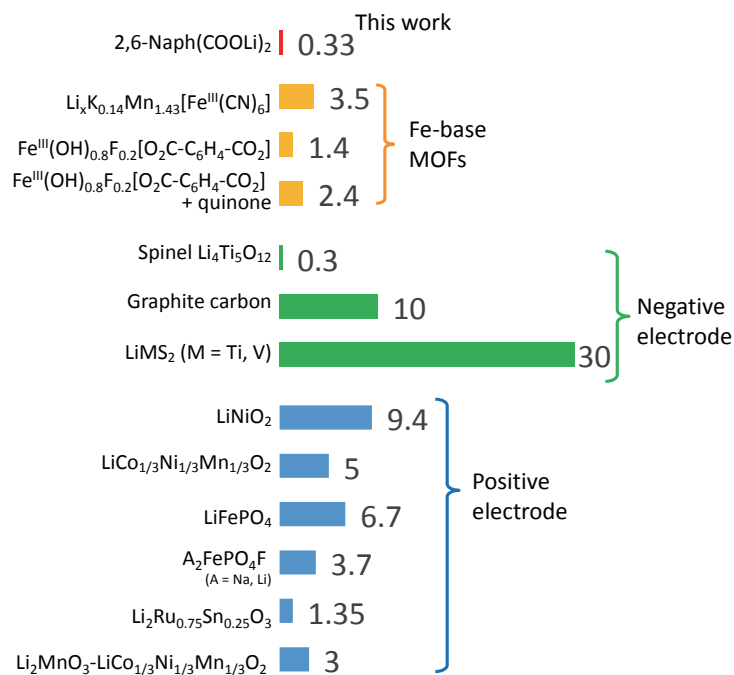 This work
2,6-Naph(COOLi)₂ 0.33
LiₓK₀.₁₄Mn₁.₄₃[Feᴵᴵᴵ(CN)₆] 3.5
Feᴵᴵᴵ(OH)₀.₈F₀.₂[O₂C-C₆H₄-CO₂] 1.4
Feᴵᴵᴵ(OH)₀.₈F₀.₂[O₂C-C₆H₄-CO₂]
+ quinone 2.4
Fe-base
MOFs
Spinel Li₄Ti₅O₁₂ 0.3
Graphite carbon 10
LiMS₂ (M = Ti, V) 30
Negative
electrode
LiNiO₂ 9.4
LiCo₁/₃Ni₁/₃Mn₁/₃O₂ 5
LiFePO₄ 6.7
A₂FePO₄F 3.7
(A = Na, Li)
Li₂Ru₀.₇₅Sn₀.₂₅O₃ 1.35
Li₂MnO₃-LiCo₁/₃Ni₁/₃Mn₁/₃O₂ 3
Positive
electrode